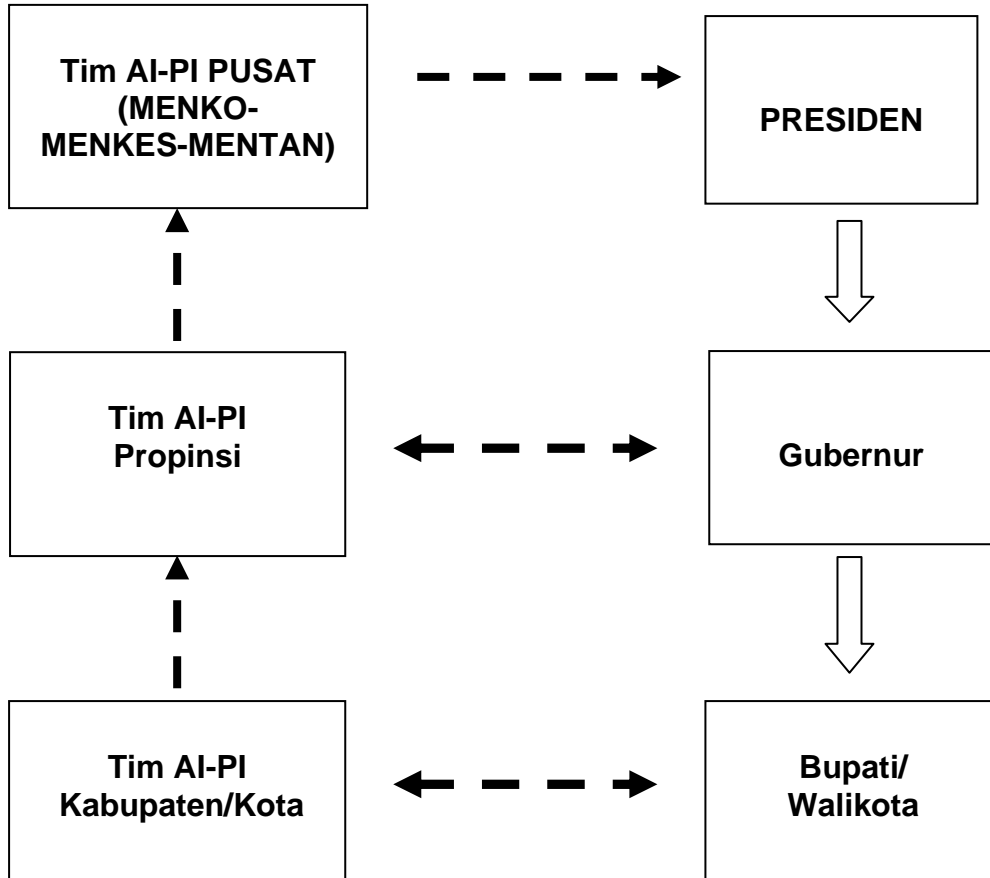 Tim AI-PI PUSAT
(MENKO-
MENKES-MENTAN)
PRESIDEN
Tim AI-PI
Propinsi
Gubernur
Tim AI-PI
Kabupaten/Kota
Bupati/
Walikota